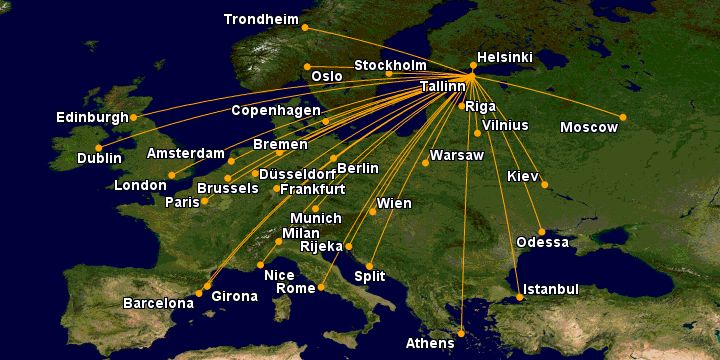 Trondheim
Helsinki
Stockholm
Oslo
Tallinn
Riga
Copenhagen
Edinburgh
Vilnius
Moscow
Bremen
Amsterdam
Dublin
Warsaw
Berlin
Düsseldorf
Kiev
London
Brussels
Frankfurt
Paris
Wien
Munich
Milan
Odessa
Rijeka
Nice
Split
Rome
Istanbul
Girona
Barcelona
Athens